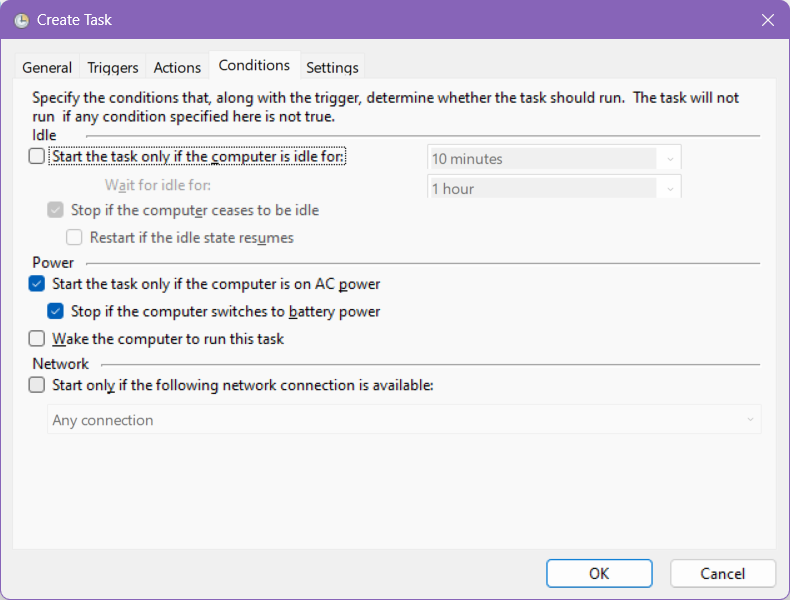 Create Task
General Triggers Actions Conditions Settings
Specify the conditions that, along with the trigger, determine whether the task should run.  The task will not
run  if any condition specified here is not true.
Idle
Start the task only if the computer is idle for: 10 minutes
Wait for idle for: 1 hour
Stop if the computer ceases to be idle
Restart if the idle state resumes
Power
Start the task only if the computer is on AC power
Stop if the computer switches to battery power
Wake the computer to run this task
Network
Start only if the following network connection is available:
Any connection
OK Cancel